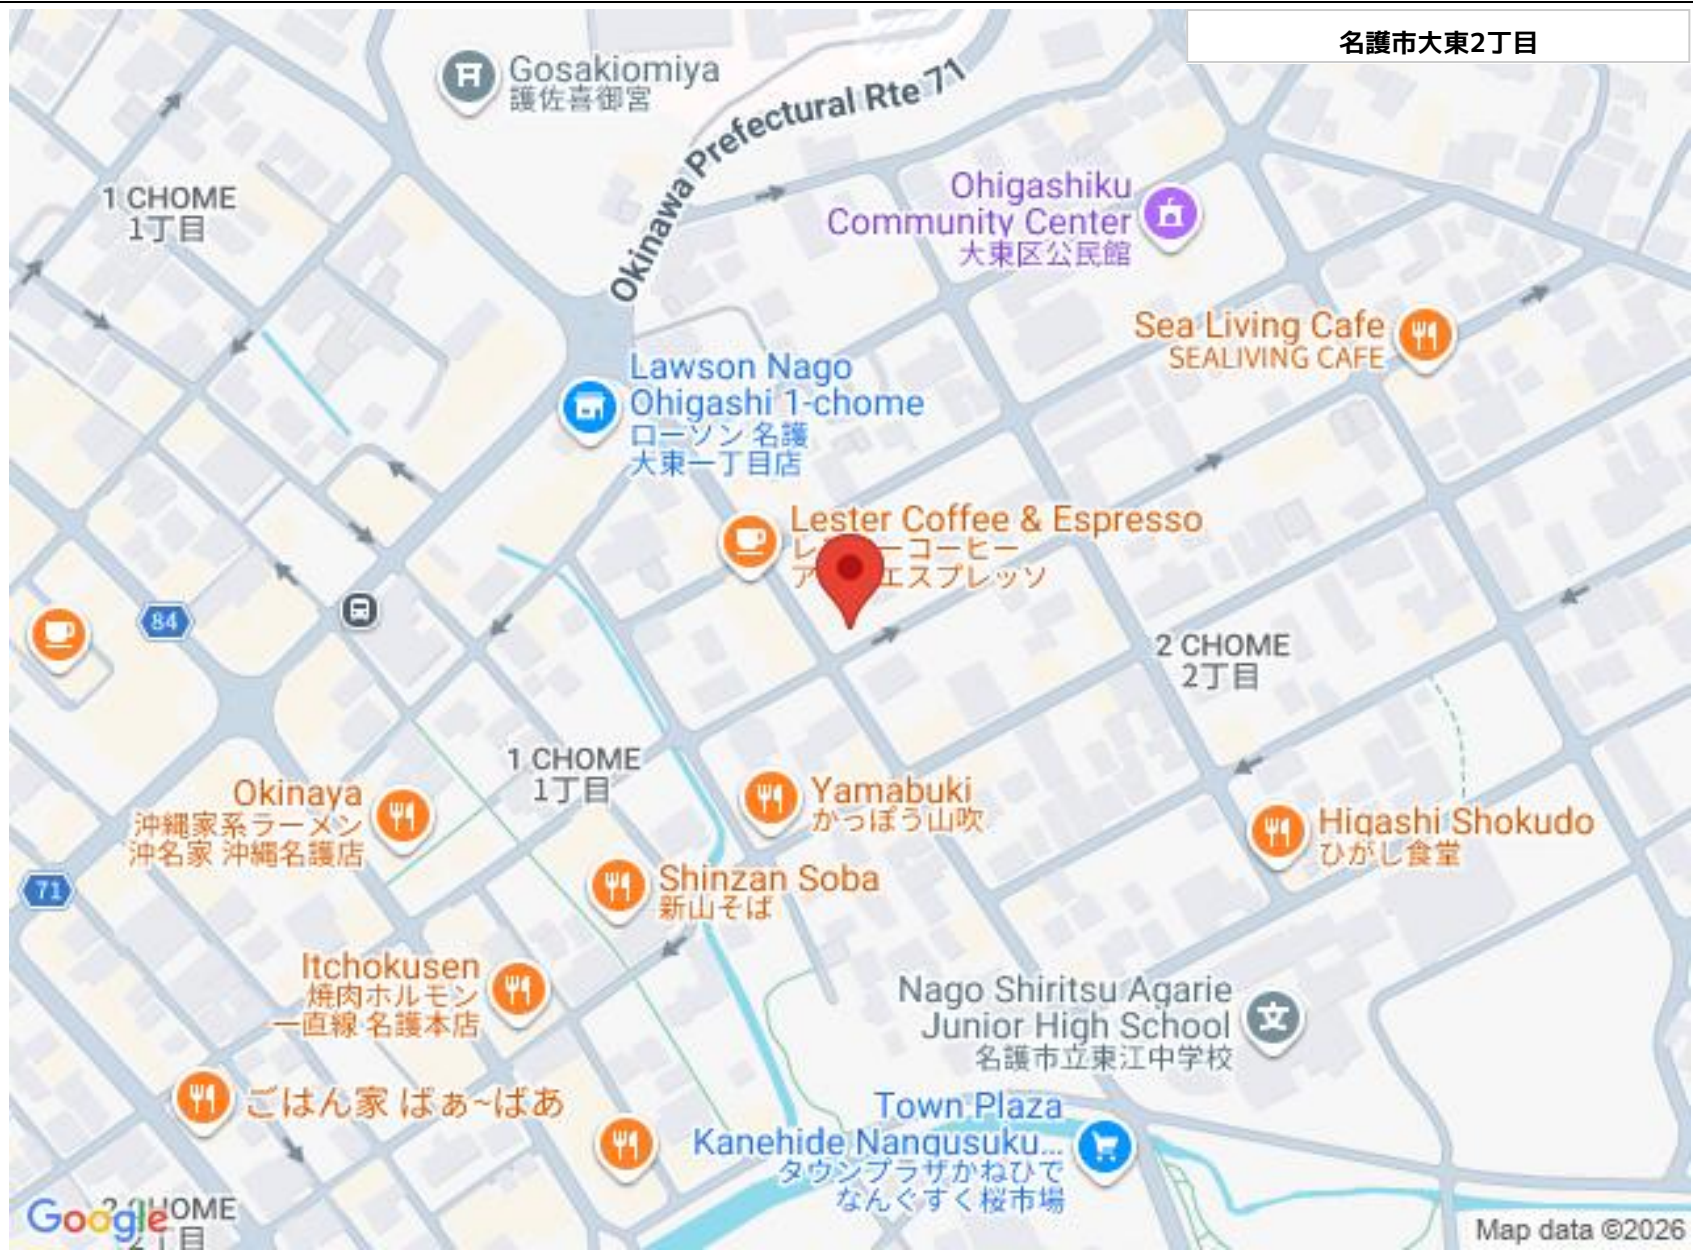 名護市大東2丁目
Gosakiomiya
護佐喜御宮
Okinawa Prefectural Rte 71
1 CHOME
1丁目
Ohigashiku
Community Center
大東区公民館
Sea Living Cafe
SEALIVING CAFE
Lawson Nago
Ohigashi 1-chome
ローソン 名護
大東一丁目店
Lester Coffee & Espresso
ーコーヒー
エスプレッソ
84
2 CHOME
2丁目
1 CHOME
1丁目
Okinaya
沖縄家系ラーメン
沖名家 沖縄名護店
Yamabuki
かっぽう山吹
Higashi Shokudo
ひがし食堂
71
Shinzan Soba
新山そば
Itchokusen
焼肉ホルモン
一直線 名護本店
Nago Shiritsu Agarie
Junior High School
名護市立東江中学校
文
ごはん家 ばぁ~ばあ
Town Plaza
Kanehide Nangusuku...
タウンプラザかねひで
なんぐすく桜市場
Google
Map data ©2026